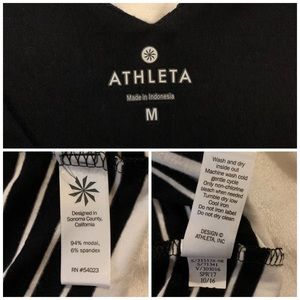 ATHLETA
Made in Indonesia
M
Designed in
Sonoma County,
California
94% modal,
6% spandex
RN #54023
Wash and dry
inside out
Machine wash cold
gentle cycle
Only non-chlorine
bleach when needed
Tumble dry low
Cool iron
Do not iron label
Do not dry clean
DESIGN ©
ATHLETA, INC.
SPR'17
10/16